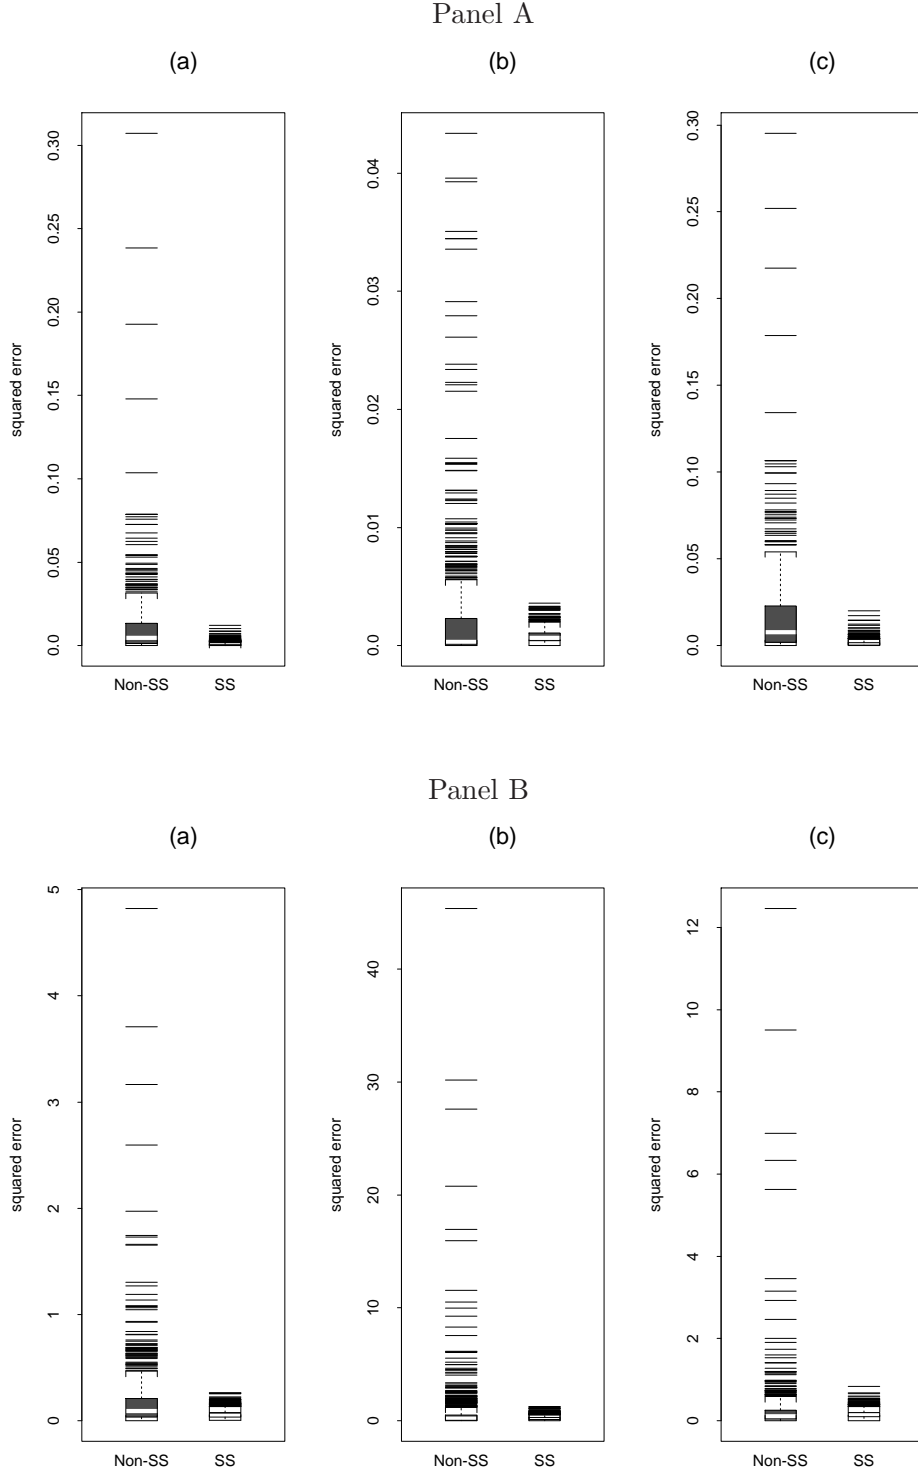 Panel A
(a)
(b)
(c)
squared error
0.0
0.05
0.10
0.15
0.20
0.25
0.30
Non-SS
SS
squared error
0.0
0.01
0.02
0.03
0.04
Non-SS
SS
squared error
0.0
0.05
0.10
0.15
0.20
0.25
0.30
Non-SS
SS
Panel B
(a)
(b)
(c)
squared error
0
1
2
3
4
5
Non-SS
SS
squared error
0
10
20
30
40
Non-SS
SS
squared error
0
2
4
6
8
10
12
Non-SS
SS